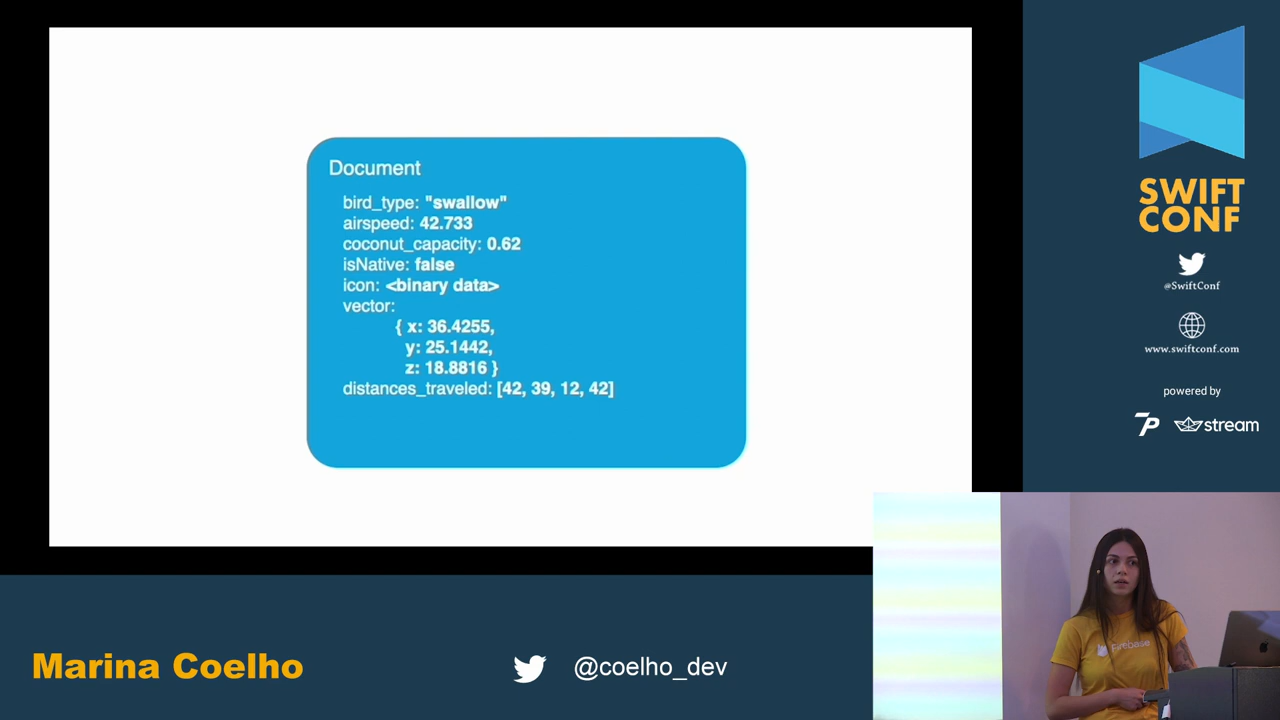 Document
bird_type: "swallow"
airspeed: 42.733
coconut_capacity: 0.62
isNative: false
icon: <binary data>
vector:
{ x: 36.4255,
y: 25.1442,
z: 18.8816 }
distances_traveled: [42, 39, 12, 42]
SWIFT
CONF
@SwiftConf
www.swiftconf.com
powered by
7P
stream
Firebase
Marina Coelho
@coelho_dev